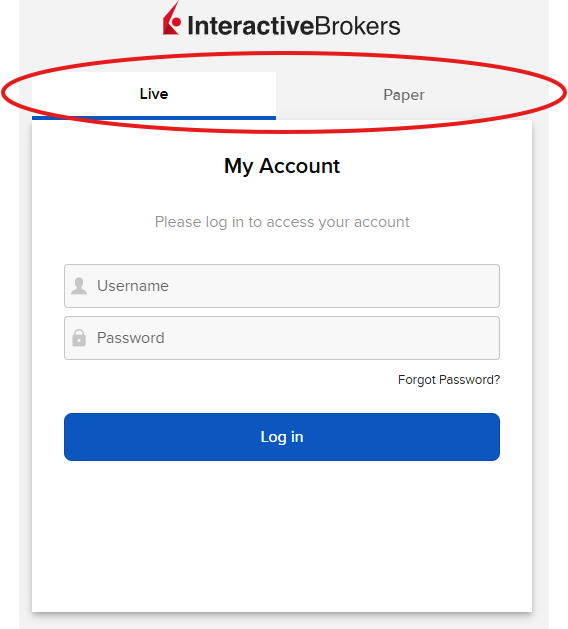 InteractiveBrokers
Live
Paper
My Account
Please log in to access your account
Username
Password
Forgot Password?
Log in